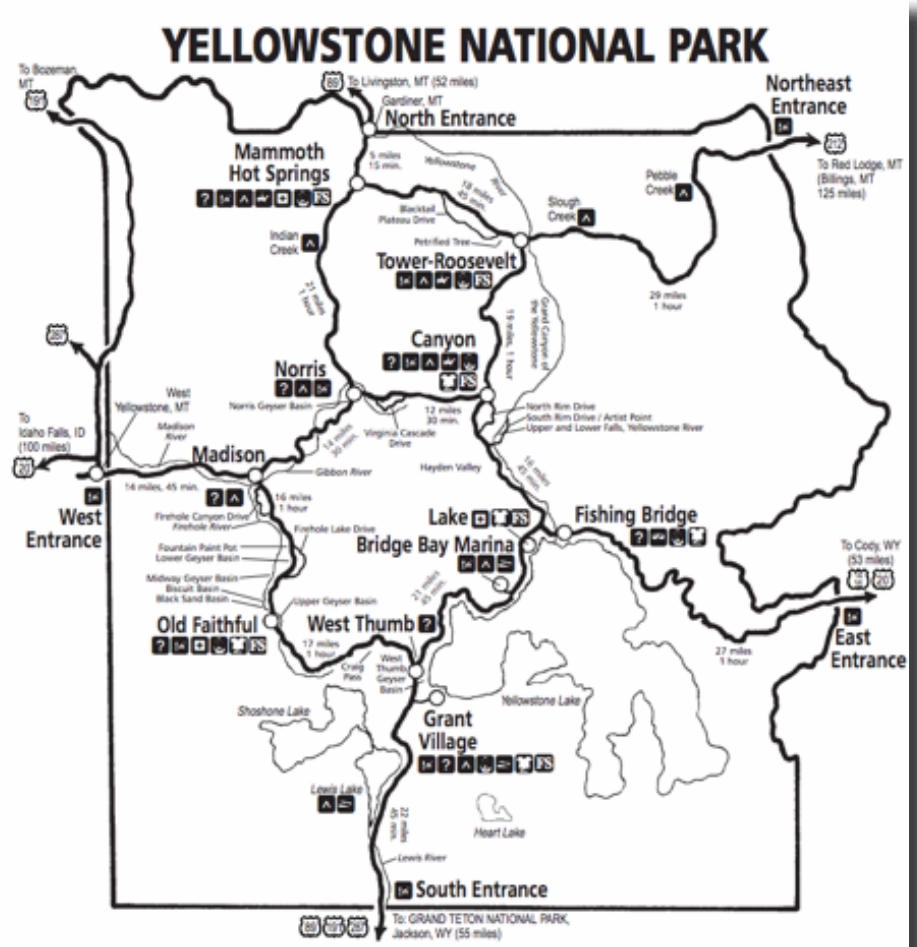 YELLOWSTONE NATIONAL PARK
To Bozeman,
MT
191
89
To Livingston, MT (52 miles)
Gardiner, MT
North Entrance
Northeast
Entrance
212
To Red Lodge, MT
(Billings, MT
125 miles)
Mammoth
Hot Springs
?
FS
5 miles
15 min.
Yellowstone
River
18 miles
45 min.
Blacktail
Plateau Drive
Petrified Tree
Slough
Creek
Pebble
Creek
Indian
Creek
Tower-Roosevelt
FS
21 miles
1 hour
29 miles
1 hour
Grand Canyon of
the Yellowstone
19 miles, 1 hour
Canyon
?
FS
287
Norris
?
Norris Geyser Basin
12 miles
30 min.
Virginia Cascade
Drive
North Rim Drive
South Rim Drive / Artist Point
Upper and Lower Falls, Yellowstone River
West
Yellowstone, MT
To
Idaho Falls, ID
(100 miles)
20
Madison
River
14 miles
30 min.
Madison
?
Gibbon River
Hayden Valley
16 miles
45 min.
14 miles, 45 min.
West
Entrance
16 miles
1 hour
Firehole Canyon Drive
Firehole River
Firehole Lake Drive
Fountain Paint Pot
Lower Geyser Basin
Midway Geyser Basin
Biscuit Basin
Black Sand Basin
Upper Geyser Basin
Lake
FS
Fishing Bridge
?
Bridge Bay Marina
21 miles
45 min.
To Cody, WY
(53 miles)
20
East
Entrance
27 miles
1 hour
Old Faithful
?
FS
17 miles
1 hour
Craig
Pass
West Thumb
?
West
Thumb
Geyser
Basin
Yellowstone Lake
Grant
Village
?
FS
Shoshone Lake
Lewis Lake
22 miles
45 min.
Heart Lake
Lewis River
South Entrance
89
191
287
To: GRAND TETON NATIONAL PARK,
Jackson, WY (55 miles)